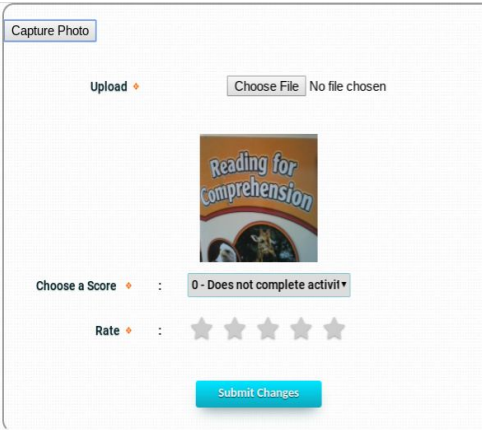 Capture Photo
Upload
Choose File No file chosen
Reading for
Comprehension
Choose a Score :
0 - Does not complete activit
Rate :
Submit Changes